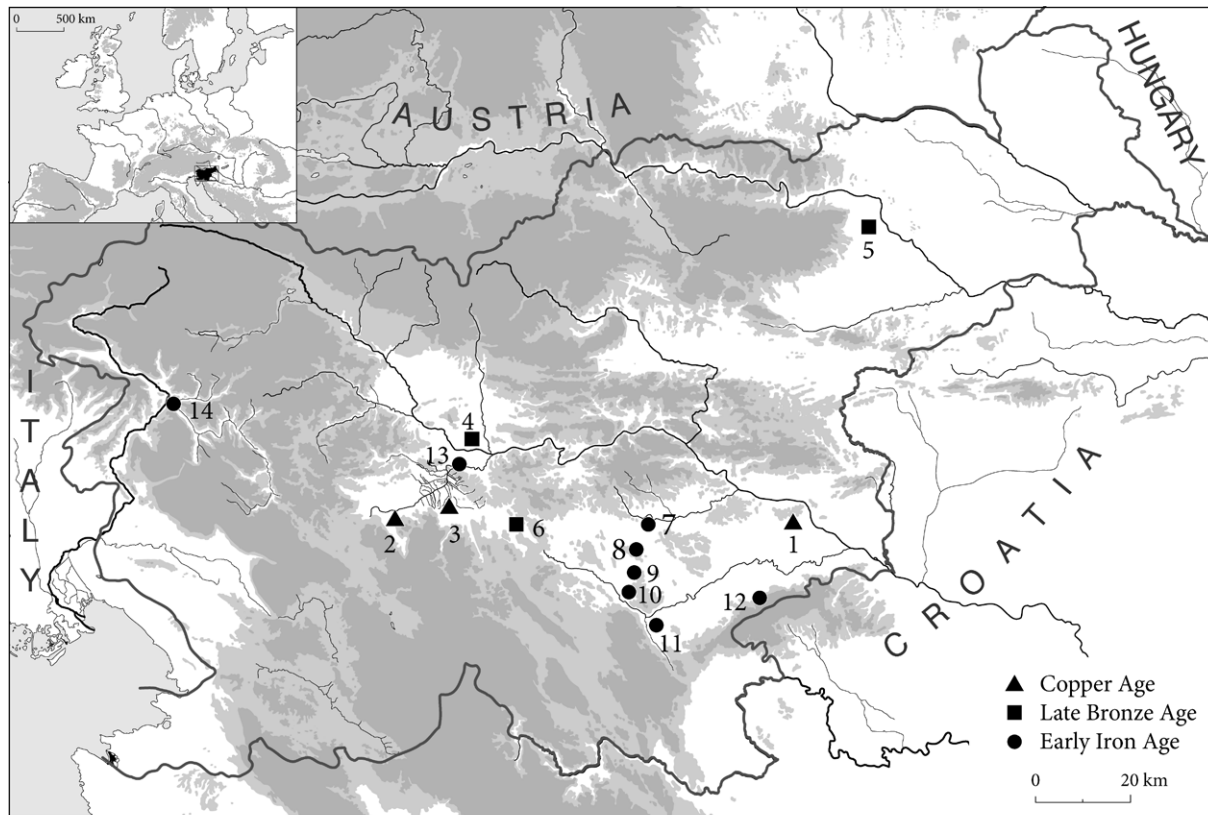 0 500 km
AUSTRIA
HUNGARY
ITALY
CROATIA
5
14
4
13
2
3
6
7
1
8
9
10
12
11
Copper Age
Late Bronze Age
Early Iron Age
0 20 km